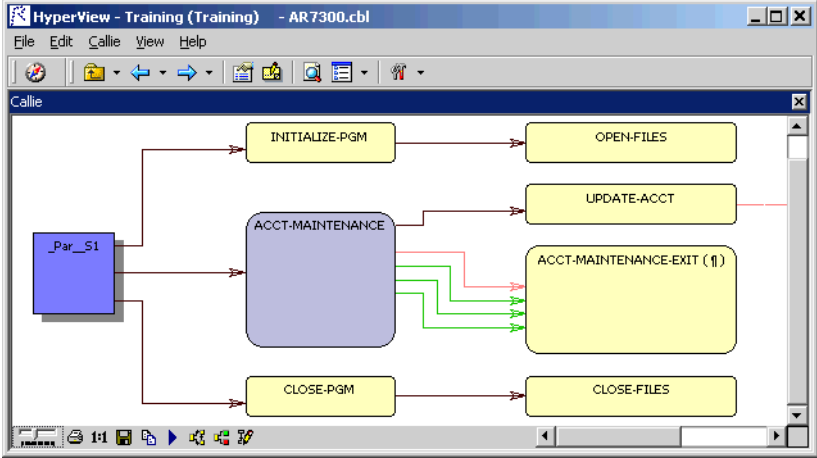 HyperView - Training (Training) - AR7300.cbl
File Edit Callie View Help
Callie
INITIALIZE-PGM
OPEN-FILES
UPDATE-ACCT
_Par__S1
ACCT-MAINTENANCE
ACCT-MAINTENANCE-EXIT (¶)
CLOSE-PGM
CLOSE-FILES
1:1